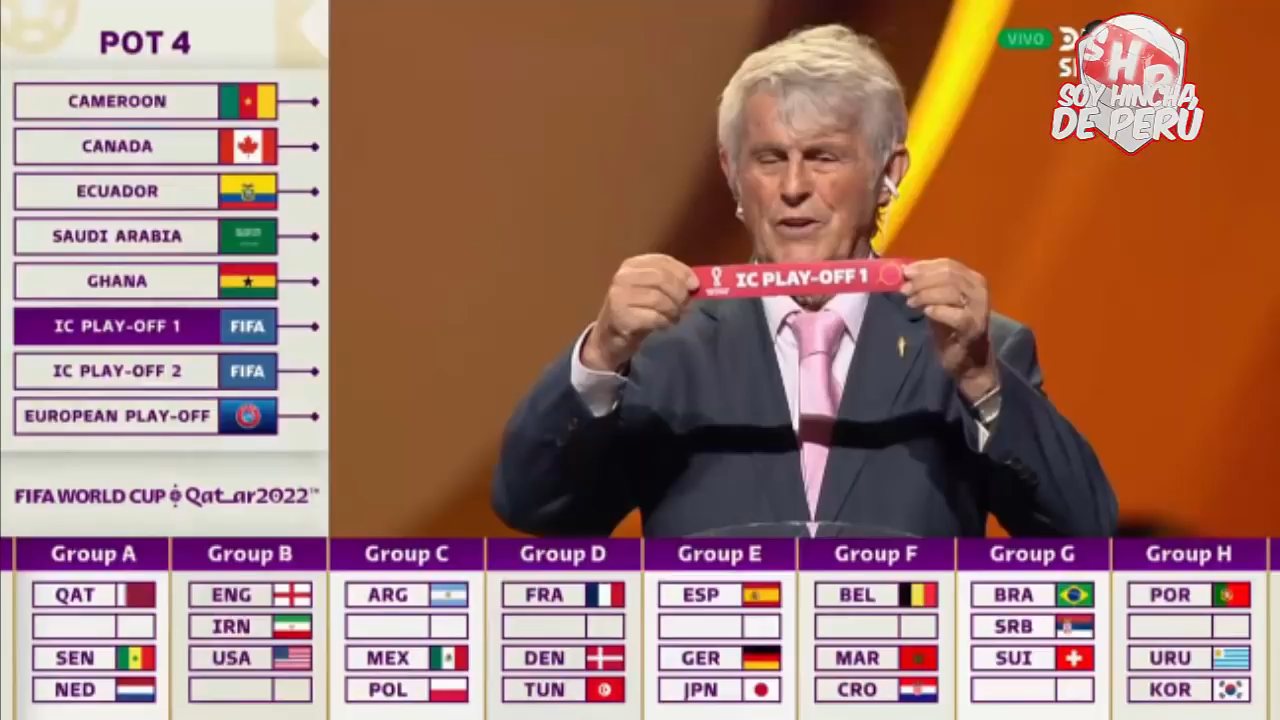 POT 4
CAMEROON
CANADA
ECUADOR
SAUDI ARABIA
GHANA
IC PLAY-OFF 1 FIFA
IC PLAY-OFF 2 FIFA
EUROPEAN PLAY-OFF
FIFA WORLD CUP Qatar2022™
VIVO
SHP
SOY HINCHA
DE PERÚ
IC PLAY-OFF 1
Group A
QAT
SEN
NED
Group B
ENG
IRN
USA
Group C
ARG
MEX
POL
Group D
FRA
DEN
TUN
Group E
ESP
GER
JPN
Group F
BEL
MAR
CRO
Group G
BRA
SRB
SUI
Group H
POR
URU
KOR